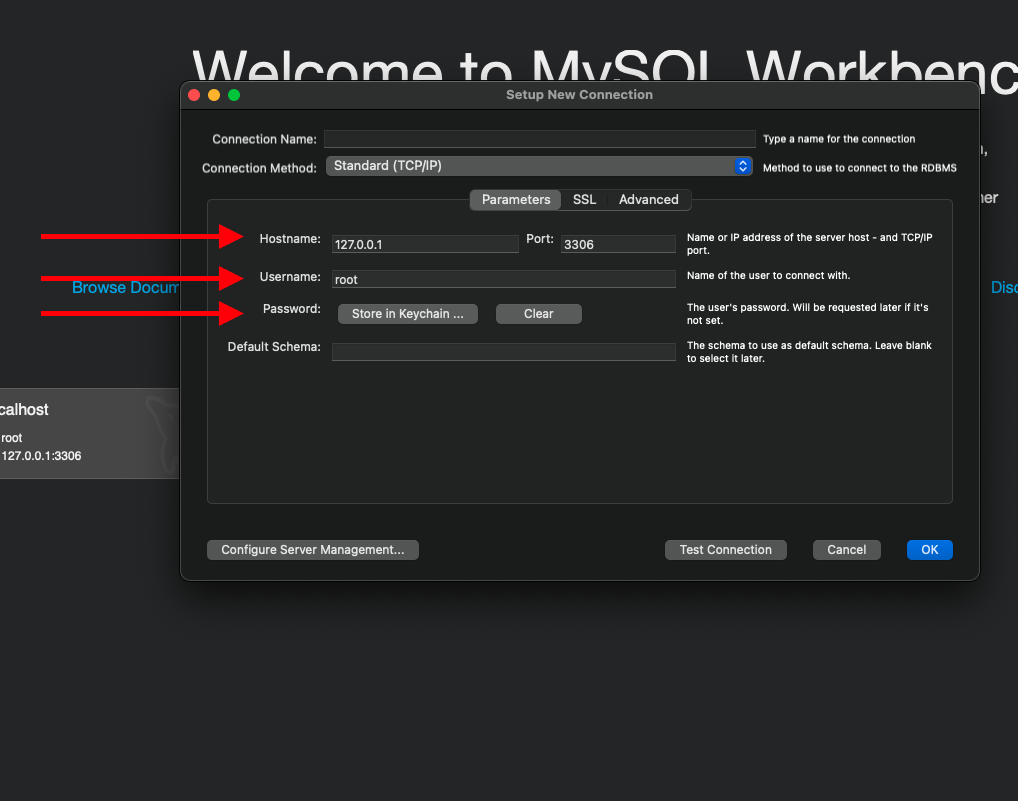 Welcome to MySQL Workbenc
Setup New Connection
Connection Name:
Type a name for the connection
Connection Method: Standard (TCP/IP)
Method to use to connect to the RDBMS
Parameters SSL Advanced
Hostname: 127.0.0.1 Port: 3306
Name or IP address of the server host - and TCP/IP
port.
Username: root
Name of the user to connect with.
Password: Store in Keychain ... Clear
The user's password. Will be requested later if it's
not set.
Default Schema:
The schema to use as default schema. Leave blank
to select it later.
Configure Server Management... Test Connection Cancel OK
n,
ner
Browse Docum
Disc
calhost
root
127.0.0.1:3306